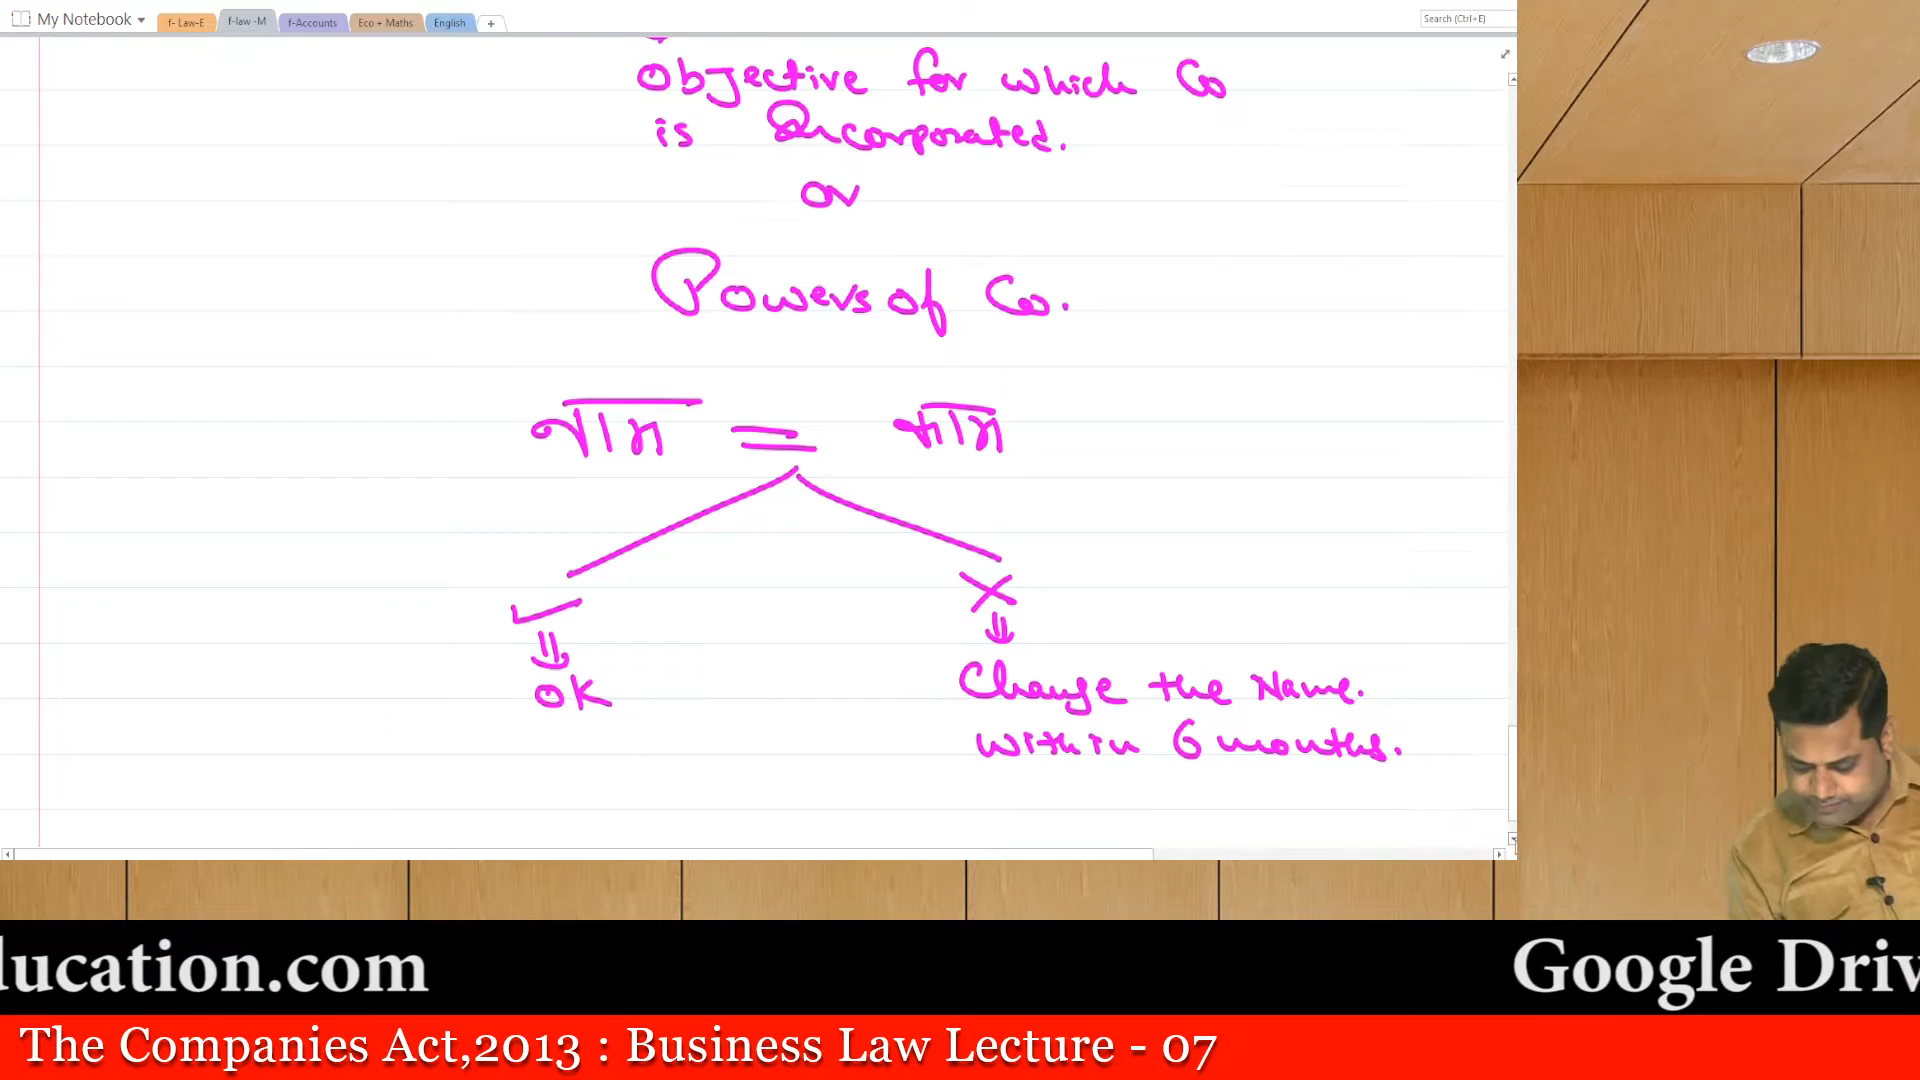 My Notebook
f- Law-E
f-law -M
f-Accounts
Eco + Maths
English
+
Search (Ctrl+E)
Objective for which Co
is Incorporated.
or
Powers of Co.
नाम = काम
OK
Change the Name.
within 6 months.
ducation.com
Google Driv
The Companies Act,2013 : Business Law Lecture - 07